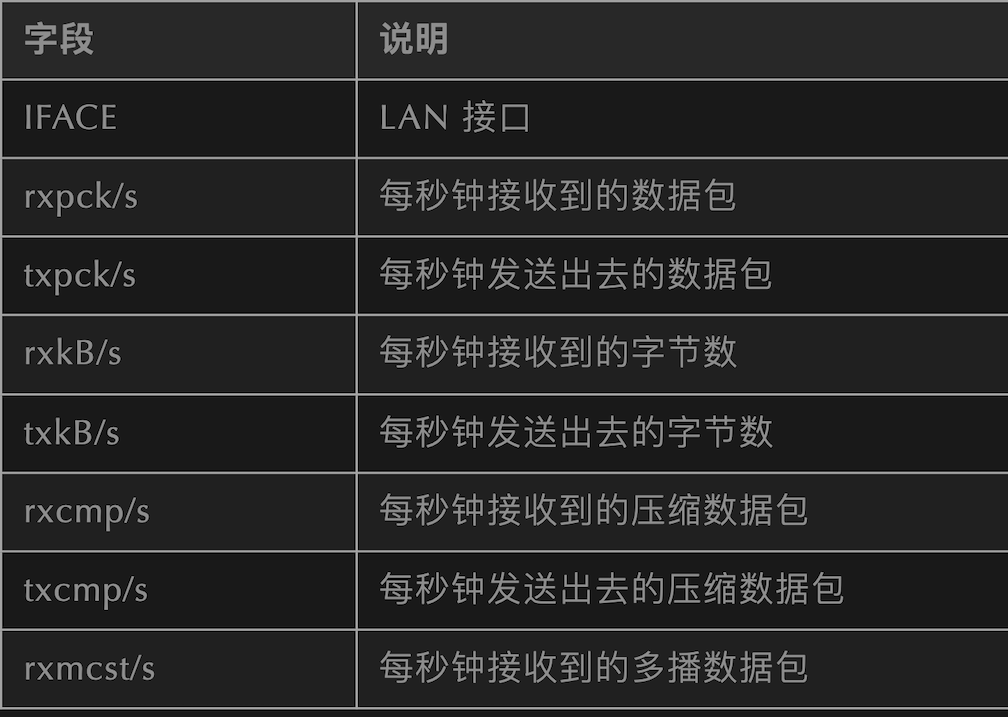 字段 说明
IFACE LAN 接口
rxpck/s 每秒钟接收到的数据包
txpck/s 每秒钟发送出去的数据包
rxkB/s 每秒钟接收到的字节数
txkB/s 每秒钟发送出去的字节数
rxcmp/s 每秒钟接收到的压缩数据包
txcmp/s 每秒钟发送出去的压缩数据包
rxmcst/s 每秒钟接收到的多播数据包